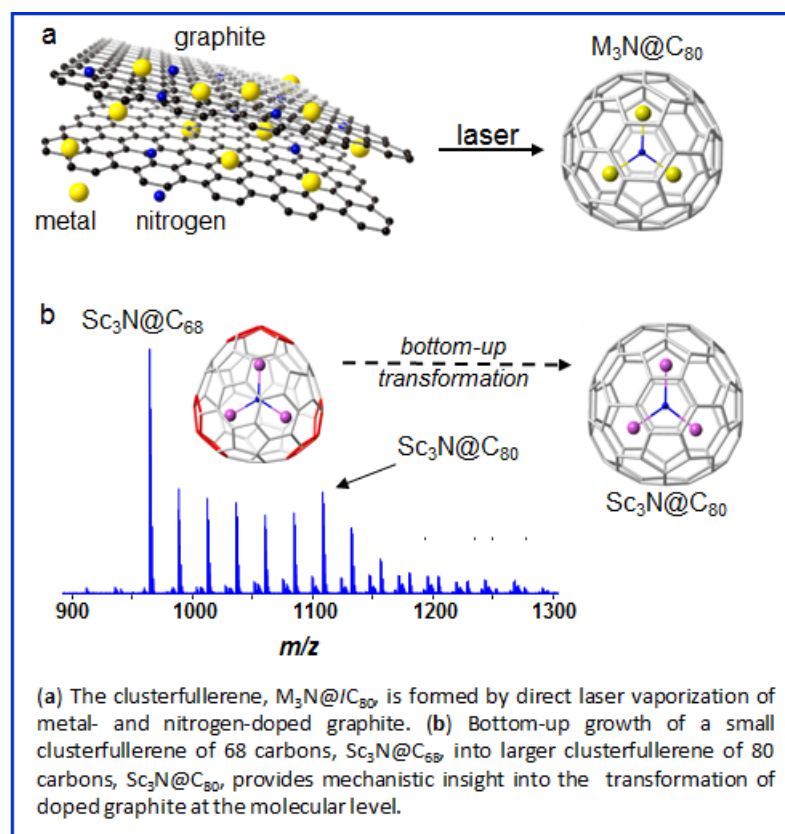 a
graphite
M₃N@C₈₀
laser
metal
nitrogen
b
Sc₃N@C₆₈
bottom-up
transformation
Sc₃N@C₈₀
Sc₃N@C₈₀
900 1000 1100 1200 1300
m/z
(a) The clusterfullerene, M₃N@IC₈₀, is formed by direct laser vaporization of
metal- and nitrogen-doped graphite. (b) Bottom-up growth of a small
clusterfullerene of 68 carbons, Sc₃N@C₆₈, into larger clusterfullerene of 80
carbons, Sc₃N@C₈₀, provides mechanistic insight into the transformation of
doped graphite at the molecular level.